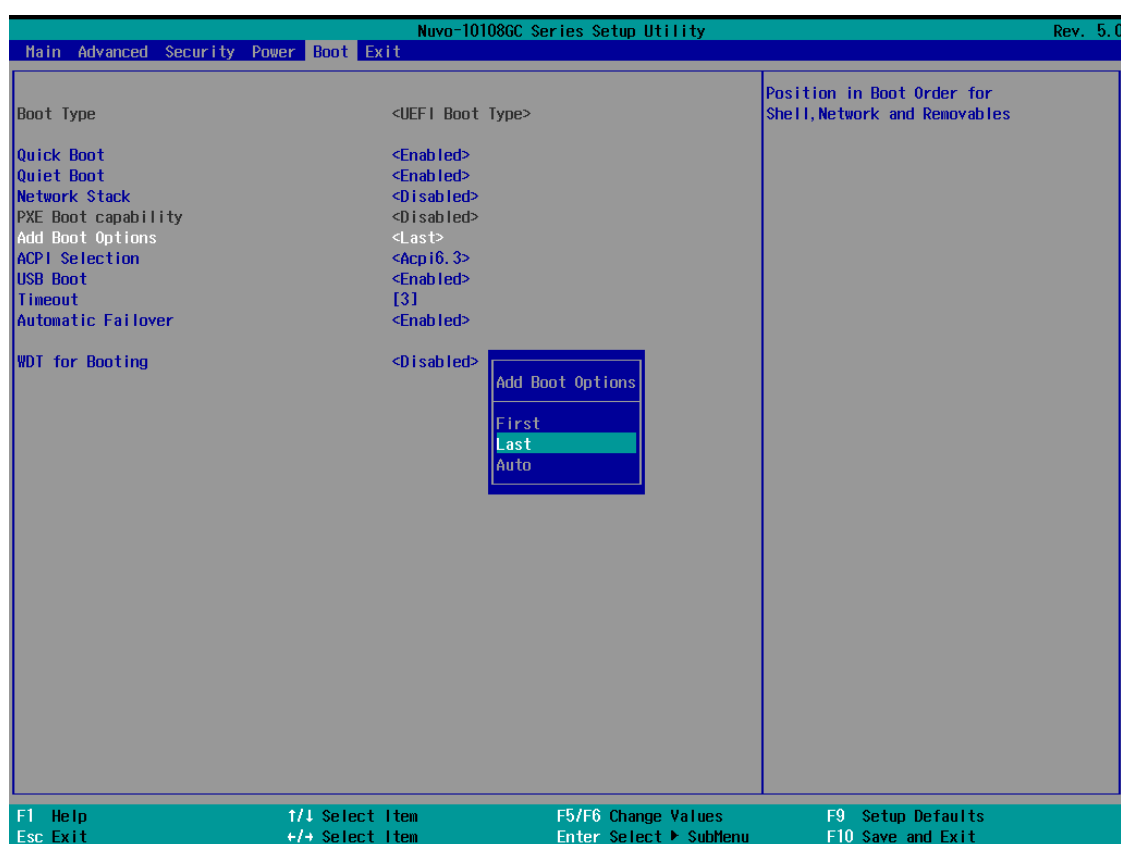 Nuvo-10108GC Series Setup Utility Rev. 5.0
Main Advanced Security Power Boot Exit
Position in Boot Order for
Shell,Network and Removables
Boot Type <UEFI Boot Type>
Quick Boot <Enabled>
Quiet Boot <Enabled>
Network Stack <Disabled>
PXE Boot capability <Disabled>
Add Boot Options <Last>
ACPI Selection <Acpi6.3>
USB Boot <Enabled>
Timeout [3]
Automatic Failover <Enabled>
WDT for Booting <Disabled>
Add Boot Options
First
Last
Auto
F1 Help ↑/↓ Select Item F5/F6 Change Values F9 Setup Defaults
Esc Exit ←/→ Select Item Enter Select ▶ SubMenu F10 Save and Exit